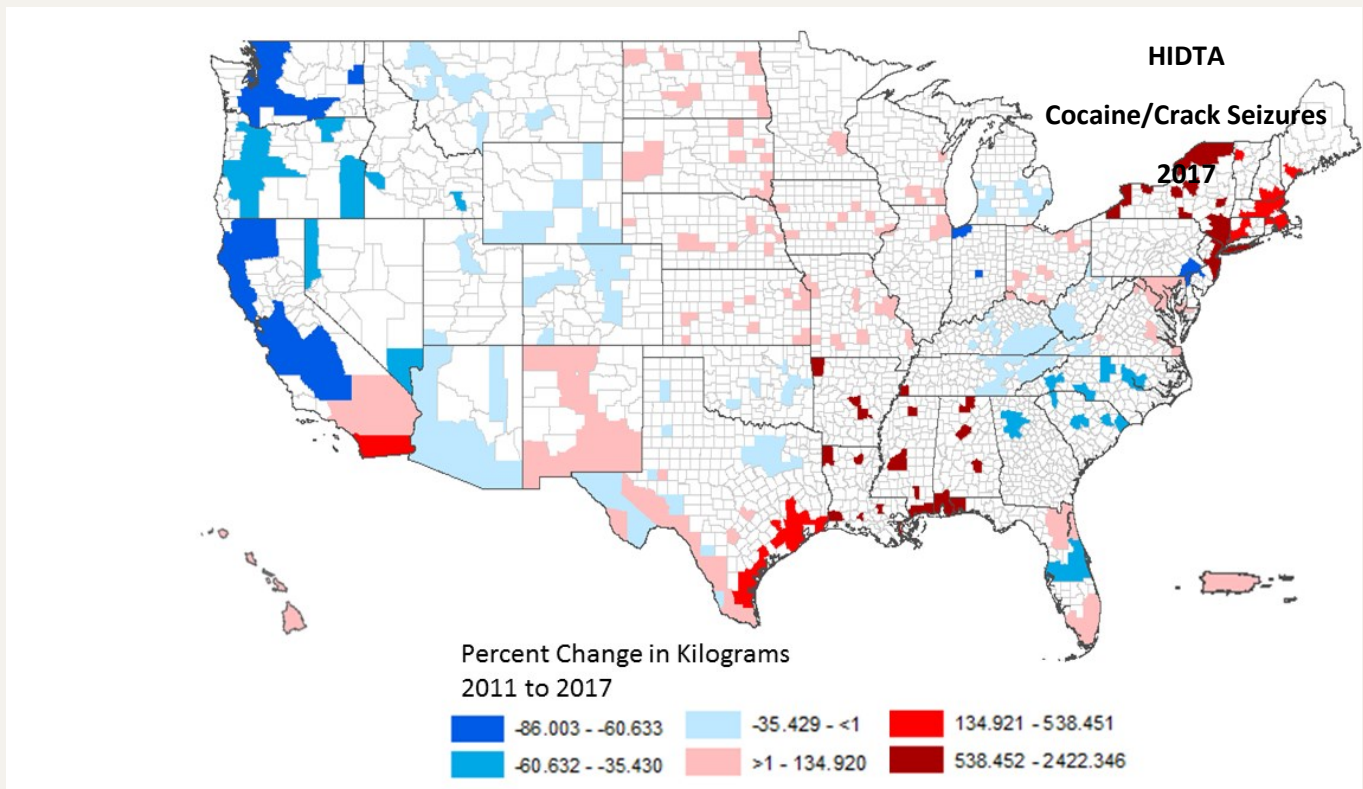 HIDTA
Cocaine/Crack Seizures
2017
Percent Change in Kilograms
2011 to 2017
-86.003 - -60.633
-35.429 - <1
134.921 - 538.451
-60.632 - -35.430
>1 - 134.920
538.452 - 2422.346